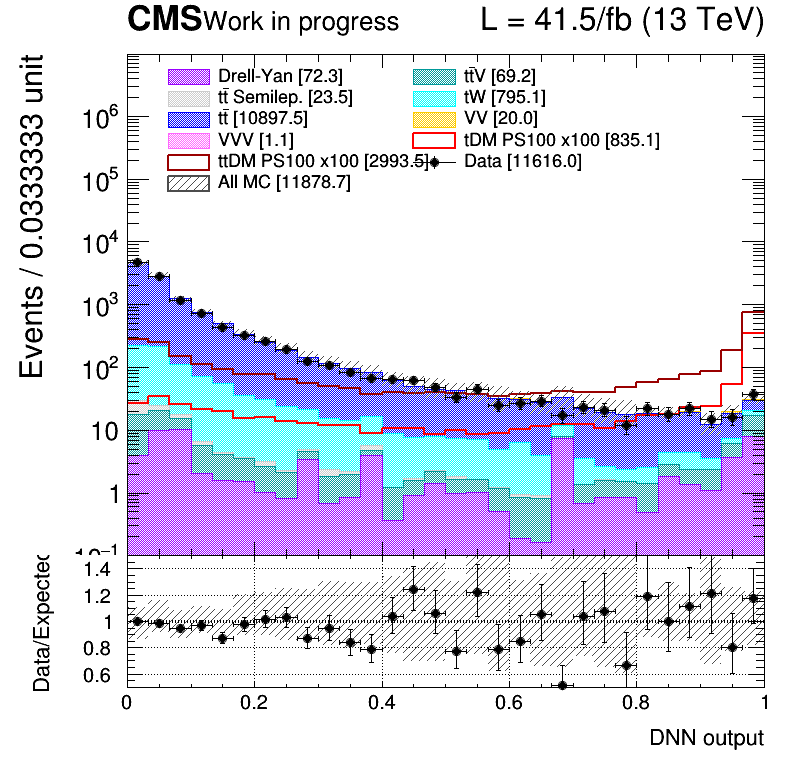 CMS Work in progress L = 41.5/fb (13 TeV)
Drell-Yan [72.3] tt̄V [69.2]
tt̄ Semilep. [23.5] tW [795.1]
tt̄ [10897.5] VV [20.0]
VVV [1.1] tDM PS100 x100 [835.1]
ttDM PS100 x100 [2993.5] Data [11616.0]
All MC [11878.7]
Events / 0.0333333 unit
10⁶
10⁵
10⁴
10³
10²
10
1
10⁻¹
Data/Expected
1.4
1.2
1
0.8
0.6
0 0.2 0.4 0.6 0.8 1
DNN output